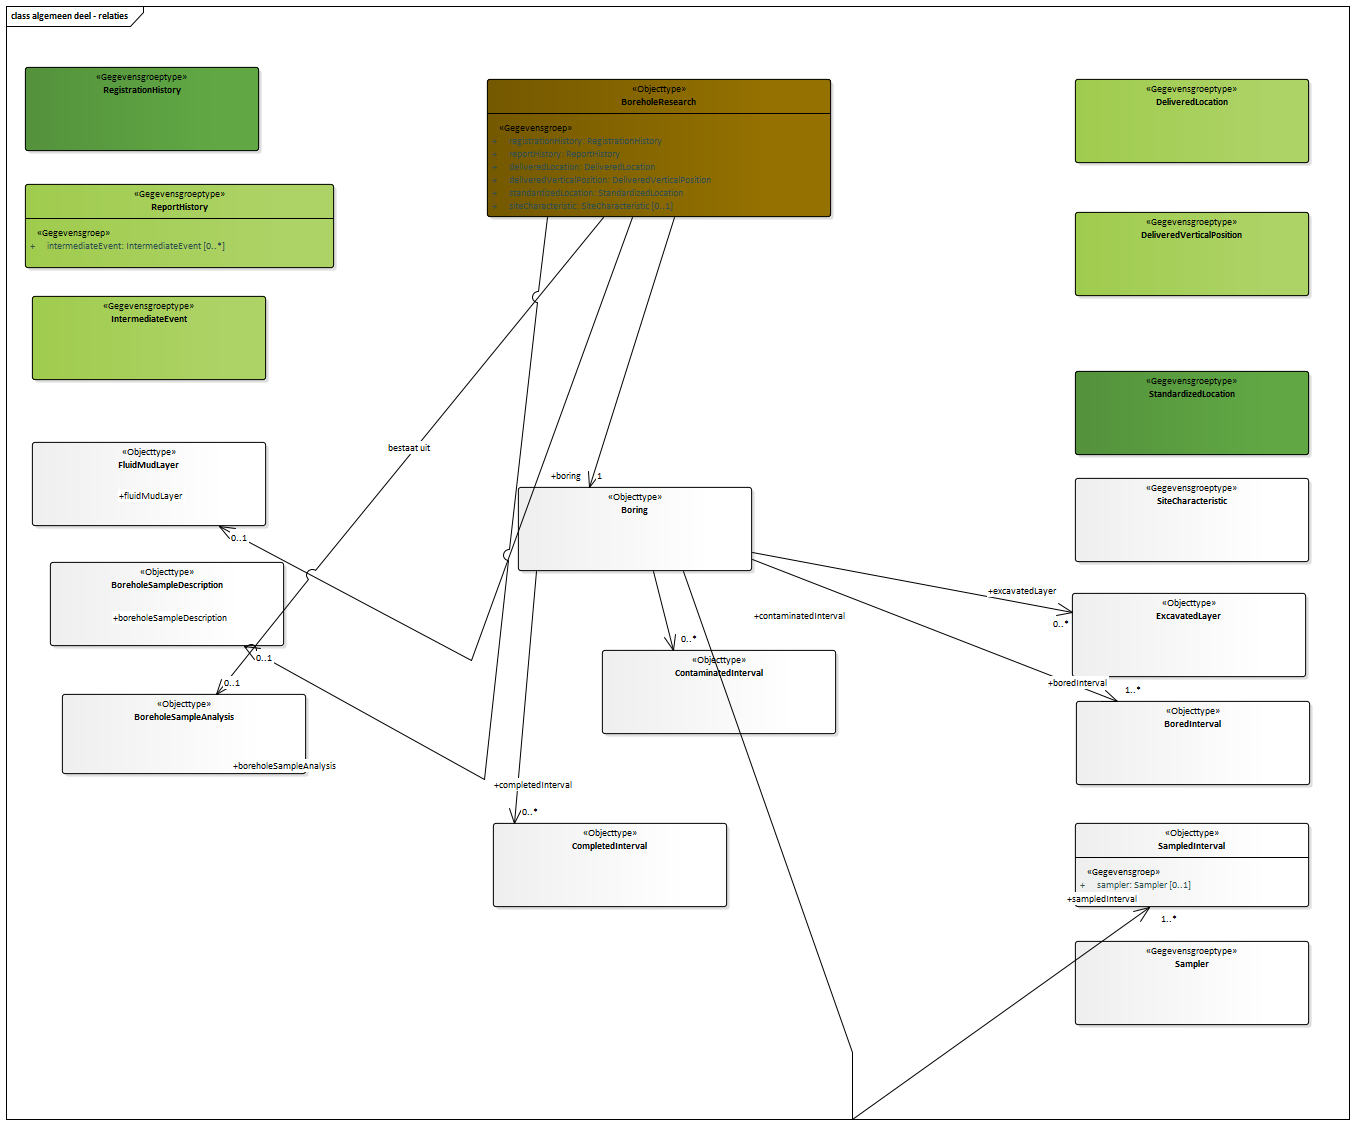 class algemeen deel - relaties
«Gegevensgroeptype»
RegistrationHistory
«Objecttype»
BoreholeResearch
«Gegevensgroep»
+ registrationHistory: RegistrationHistory
+ reportHistory: ReportHistory
+ deliveredLocation: DeliveredLocation
+ deliveredVerticalPosition: DeliveredVerticalPosition
+ standardizedLocation: StandardizedLocation
+ siteCharacteristic: SiteCharacteristic [0..1]
«Gegevensgroeptype»
DeliveredLocation
«Gegevensgroeptype»
ReportHistory
«Gegevensgroep»
+ intermediateEvent: IntermediateEvent [0..*]
«Gegevensgroeptype»
DeliveredVerticalPosition
«Gegevensgroeptype»
IntermediateEvent
«Gegevensgroeptype»
StandardizedLocation
bestaat uit
«Objecttype»
FluidMudLayer
+fluidMudLayer
0..1
+boring
1
«Objecttype»
Boring
«Gegevensgroeptype»
SiteCharacteristic
«Objecttype»
BoreholeSampleDescription
+boreholeSampleDescription
0..1
+excavatedLayer
0..*
«Objecttype»
ExcavatedLayer
+contaminatedInterval
0..*
«Objecttype»
ContaminatedInterval
0..1
«Objecttype»
BoreholeSampleAnalysis
+boreholeSampleAnalysis
+boredInterval
1..*
«Objecttype»
BoredInterval
+completedInterval
0..*
«Objecttype»
CompletedInterval
«Objecttype»
SampledInterval
«Gegevensgroep»
+ sampler: Sampler [0..1]
+sampledInterval
1..*
«Gegevensgroeptype»
Sampler